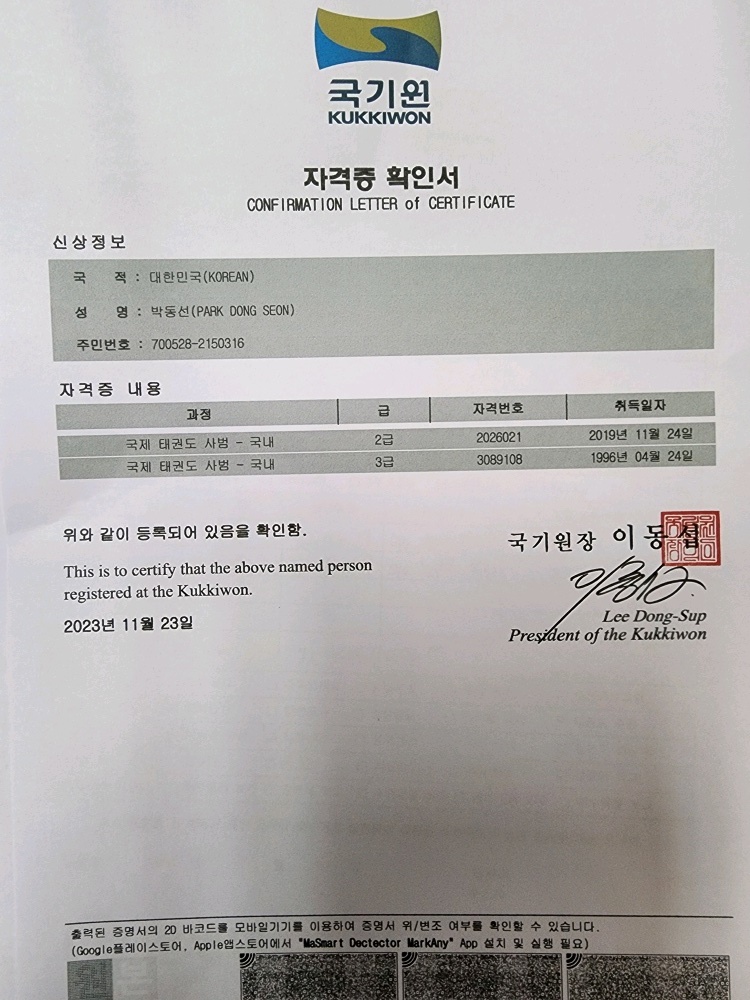 국기원
KUKKIWON
자격증 확인서
CONFIRMATION LETTER of CERTIFICATE
신상정보
국 적 : 대한민국(KOREAN)
성 명 : 박동선(PARK DONG SEON)
주민번호 : 700528-2150316
자격증 내용
과정 급 자격번호 취득일자
국제 태권도 사범 - 국내 2급 2026021 2019년 11월 24일
국제 태권도 사범 - 국내 3급 3089108 1996년 04월 24일
위와 같이 등록되어 있음을 확인함.
This is to certify that the above named person
registered at the Kukkiwon.
2023년 11월 23일
국기원장 이동섭
Lee Dong-Sup
President of the Kukkiwon
출력된 증명서의 2D 바코드를 모바일기기를 이용하여 증명서 위/변조 여부를 확인할 수 있습니다.
(Google플레이스토어, Apple앱스토어에서 "MaSmart Dectector MarkAny" App 설치 및 실행 필요)